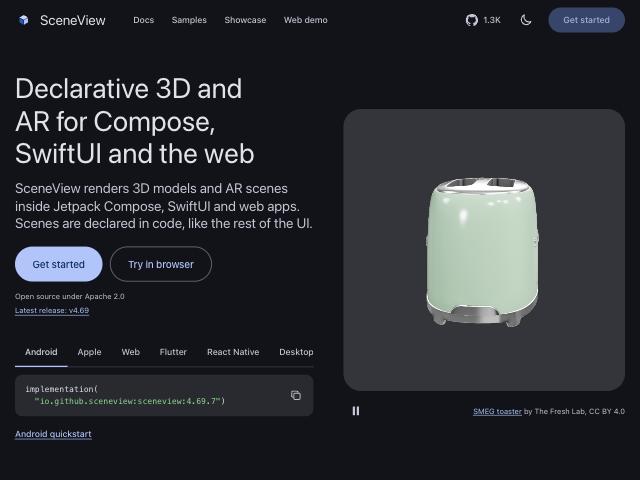 SceneView
Docs
Samples
Showcase
Web demo
1.3K
Get started
Declarative 3D and
AR for Compose,
SwiftUI and the web
SceneView renders 3D models and AR scenes
inside Jetpack Compose, SwiftUI and web apps.
Scenes are declared in code, like the rest of the UI.
Get started
Try in browser
Open source under Apache 2.0
Latest release: v4.69
Android
Apple
Web
Flutter
React Native
Desktop
implementation(
"io.github.sceneview:sceneview:4.69.7")
Android quickstart
SMEG toaster by The Fresh Lab, CC BY 4.0